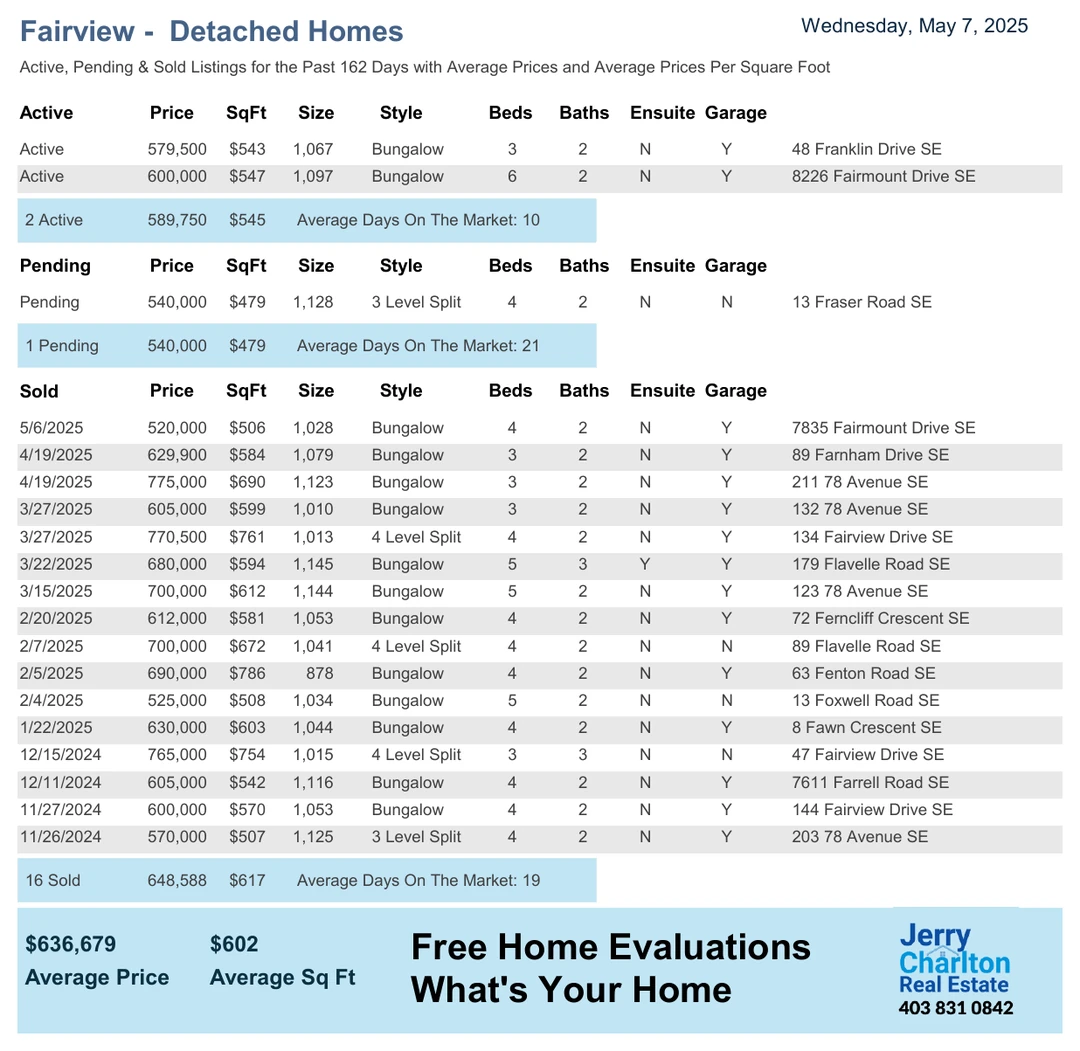 Fairview -  Detached Homes
Wednesday, May 7, 2025
Active, Pending & Sold Listings for the Past 162 Days with Average Prices and Average Prices Per Square Foot
Active Price SqFt Size Style Beds Baths Ensuite Garage
Active 579,500 $543 1,067 Bungalow 3 2 N Y 48 Franklin Drive SE
Active 600,000 $547 1,097 Bungalow 6 2 N Y 8226 Fairmount Drive SE
2 Active 589,750 $545 Average Days On The Market: 10
Pending Price SqFt Size Style Beds Baths Ensuite Garage
Pending 540,000 $479 1,128 3 Level Split 4 2 N N 13 Fraser Road SE
1 Pending 540,000 $479 Average Days On The Market: 21
Sold Price SqFt Size Style Beds Baths Ensuite Garage
5/6/2025 520,000 $506 1,028 Bungalow 4 2 N Y 7835 Fairmount Drive SE
4/19/2025 629,900 $584 1,079 Bungalow 3 2 N Y 89 Farnham Drive SE
4/19/2025 775,000 $690 1,123 Bungalow 3 2 N Y 211 78 Avenue SE
3/27/2025 605,000 $599 1,010 Bungalow 3 2 N Y 132 78 Avenue SE
3/27/2025 770,500 $761 1,013 4 Level Split 4 2 N Y 134 Fairview Drive SE
3/22/2025 680,000 $594 1,145 Bungalow 5 3 Y Y 179 Flavelle Road SE
3/15/2025 700,000 $612 1,144 Bungalow 5 2 N Y 123 78 Avenue SE
2/20/2025 612,000 $581 1,053 Bungalow 4 2 N Y 72 Ferncliff Crescent SE
2/7/2025 700,000 $672 1,041 4 Level Split 4 2 N N 89 Flavelle Road SE
2/5/2025 690,000 $786 878 Bungalow 4 2 N Y 63 Fenton Road SE
2/4/2025 525,000 $508 1,034 Bungalow 5 2 N N 13 Foxwell Road SE
1/22/2025 630,000 $603 1,044 Bungalow 4 2 N Y 8 Fawn Crescent SE
12/15/2024 765,000 $754 1,015 4 Level Split 3 3 N N 47 Fairview Drive SE
12/11/2024 605,000 $542 1,116 Bungalow 4 2 N Y 7611 Farrell Road SE
11/27/2024 600,000 $570 1,053 Bungalow 4 2 N Y 144 Fairview Drive SE
11/26/2024 570,000 $507 1,125 3 Level Split 4 2 N Y 203 78 Avenue SE
16 Sold 648,588 $617 Average Days On The Market: 19
$636,679 $602
Average Price Average Sq Ft
Free Home Evaluations
What's Your Home
Jerry
Charlton
Real Estate
403 831 0842